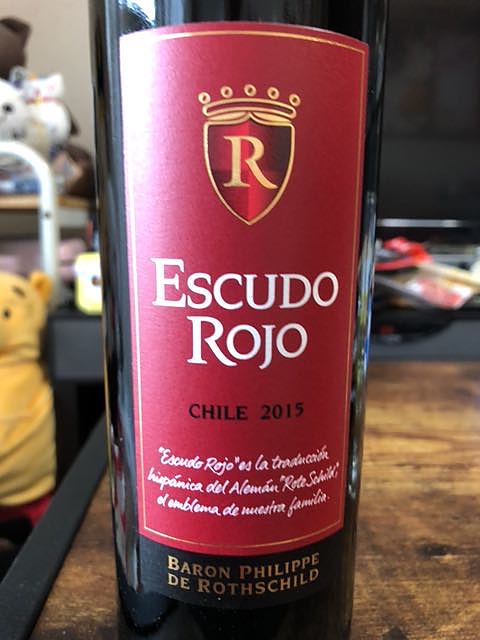 R
ESCUDO
ROJO
CHILE 2015
"Escudo Rojo" es la traducción
hispánica del Alemán "Rote Schild",
el emblema de nuestra familia.
BARON PHILIPPE
DE ROTHSCHILD